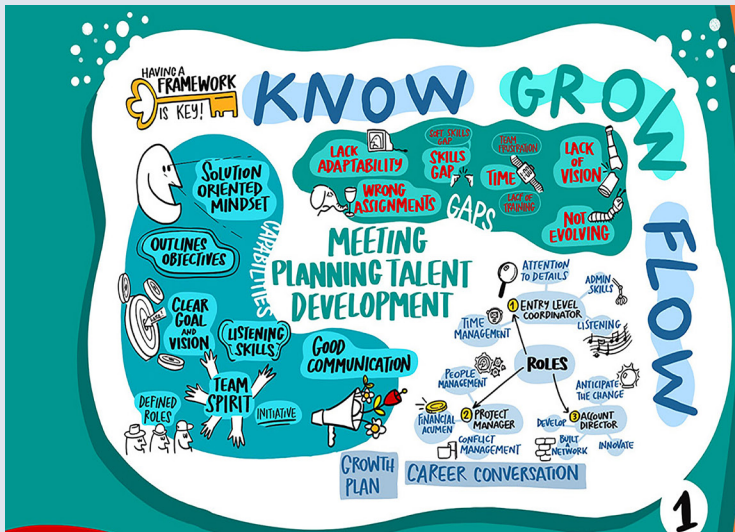 HAVING A
FRAMEWORK
IS KEY!
KNOW
GROW
FLOW
SOLUTION
ORIENTED
MINDSET
OUTLINES
OBJECTIVES
CLEAR
GOAL
AND
VISION
LISTENING
SKILLS
TEAM
SPIRIT
DEFINED
ROLES
INITIATIVE
GOOD
COMMUNICATION
CAPABILITIES
LACK
ADAPTABILITY
SOFT SKILLS
GAP
SKILLS
GAP
WRONG
ASSIGNMENTS
TEAM
FRUSTRATION
TIME
LACK OF
TRAINING
LACK
OF
VISION
NOT
EVOLVING
GAPS
MEETING
PLANNING TALENT
DEVELOPMENT
ROLES
1 ENTRY LEVEL
COORDINATOR
ATTENTION
TO DETAILS
ADMIN
SKILLS
TIME
MANAGEMENT
LISTENING
2 PROJECT
MANAGER
PEOPLE
MANAGEMENT
FINANCIAL
ACUMEN
CONFLICT
MANAGEMENT
3 ACCOUNT
DIRECTOR
ANTICIPATE
THE CHANGE
DEVELOP
BUILT
A
NETWORK
INNOVATE
GROWTH
PLAN
CAREER CONVERSATION
1